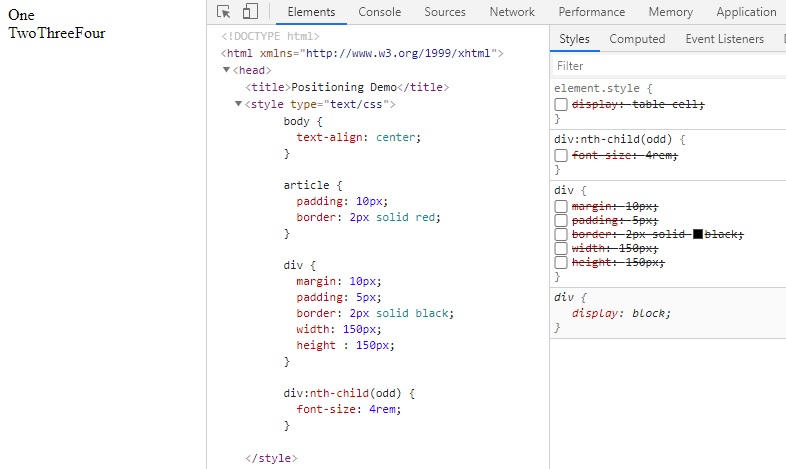 One
TwoThreeFour
Elements Console Sources Network Performance Memory Application
<!DOCTYPE html>
<html xmlns="http://www.w3.org/1999/xhtml">
<head>
<title>Positioning Demo</title>
<style type="text/css">
body {
text-align: center;
}
article {
padding: 10px;
border: 2px solid red;
}
div {
margin: 10px;
padding: 5px;
border: 2px solid black;
width: 150px;
height : 150px;
}
div:nth-child(odd) {
font-size: 4rem;
}
</style>
Styles Computed Event Listeners
Filter
element.style {
display: table-cell;
}
div:nth-child(odd) {
font-size: 4rem;
}
div {
margin: 10px;
padding: 5px;
border: 2px solid black;
width: 150px;
height: 150px;
}
div {
display: block;
}